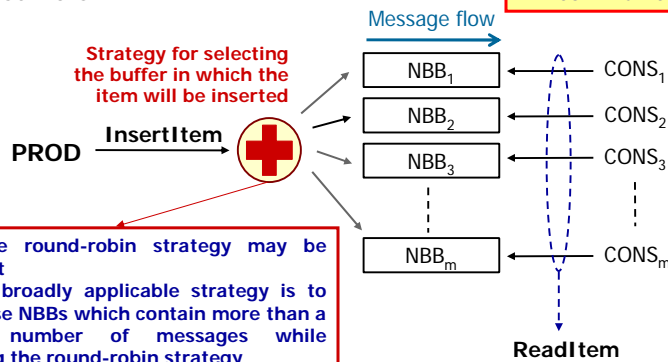 Message flow
Strategy for selecting
the buffer in which the
item will be inserted
NBB1
CONS1
NBB2
CONS2
PROD
InsertItem
NBB3
CONS3
NBBm
CONSm
round-robin strategy may be
broadly applicable strategy is to
NBBs which contain more than a
number of messages while
the round-robin strategy
ReadItem